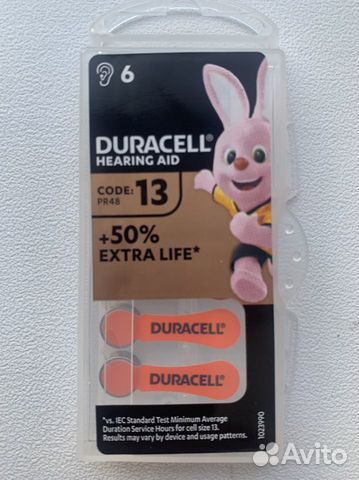 6
DURACELL®
HEARING AID
CODE: 13
PR48
+50%
EXTRA LIFE*
DURACELL®
DURACELL®
*vs. IEC Standard Test Minimum Average
Duration Service Hours for cell size 13.
Results may vary by device and usage patterns.
1023990
Avito